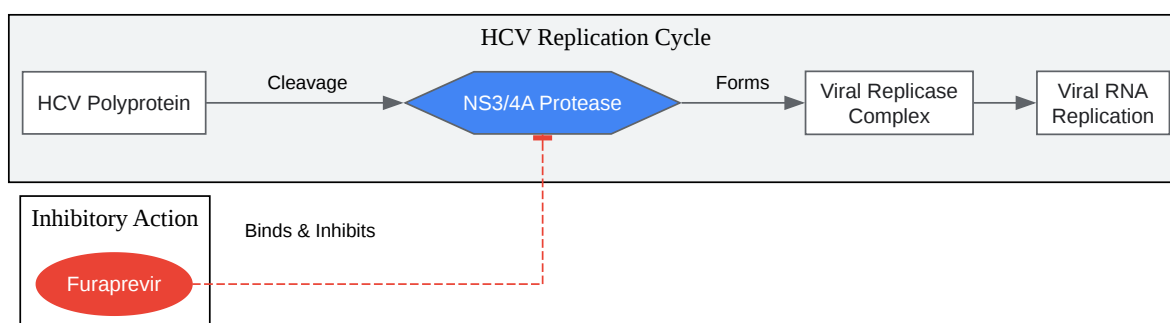 HCV Replication Cycle
HCV Polyprotein
Cleavage
NS3/4A Protease
Forms
Viral Replicase
Complex
Viral RNA
Replication
Inhibitory Action
Binds & Inhibits
Furaprevir